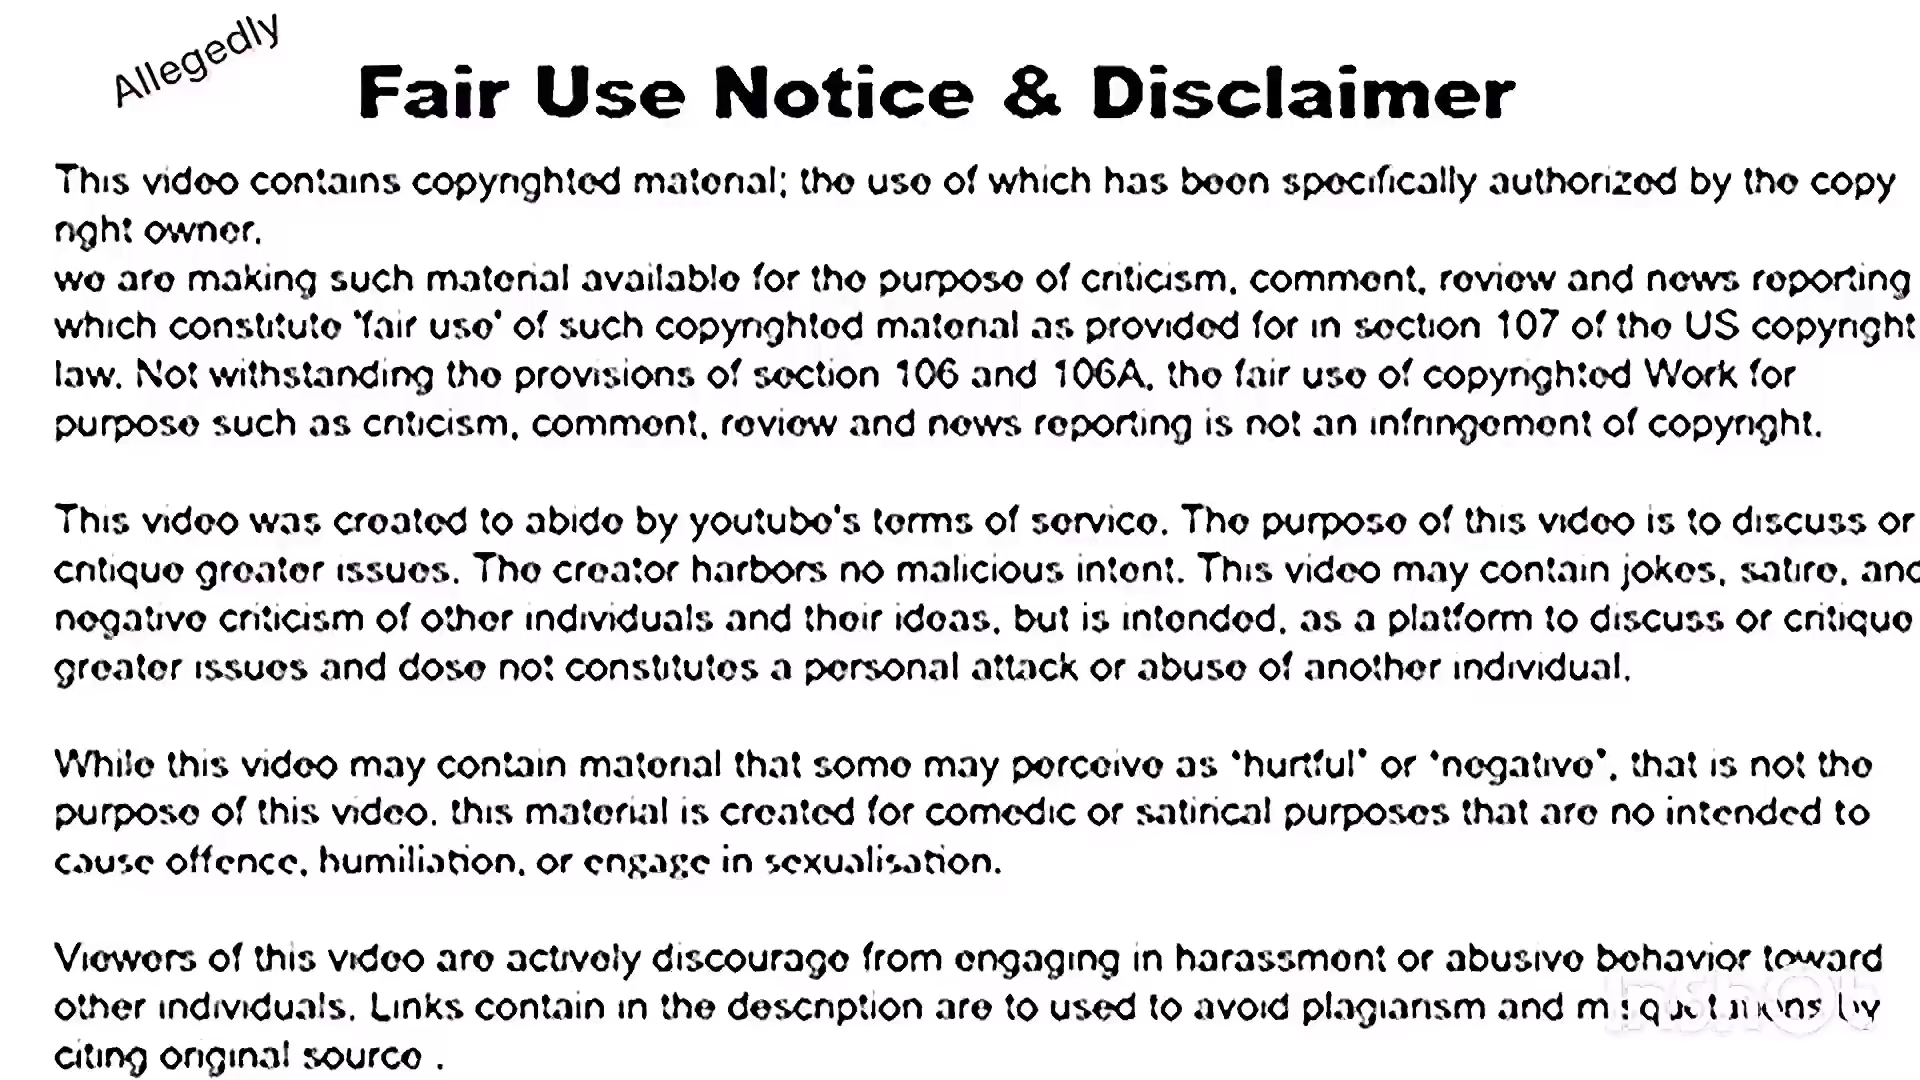 Allegedly
Fair Use Notice & Disclaimer
This video contains copyrighted material; the use of which has been specifically authorized by the copy
right owner.
we are making such material available for the purpose of criticism, comment, review and news reporting
which constitute 'fair use' of such copyrighted material as provided for in section 107 of the US copyright
law. Not withstanding the provisions of section 106 and 106A, the fair use of copyrighted Work for
purpose such as criticism, comment, review and news reporting is not an infringement of copyright.
This video was created to abide by youtube's terms of service. The purpose of this video is to discuss or
critique greater issues. The creator harbors no malicious intent. This video may contain jokes, satire, and
negative criticism of other individuals and their ideas, but is intended, as a platform to discuss or critique
greater issues and dose not constitutes a personal attack or abuse of another individual.
While this video may contain material that some may perceive as "hurtful" or "negative", that is not the
purpose of this video. this material is created for comedic or satirical purposes that are no intended to
cause offence, humiliation, or engage in sexualisation.
Viewers of this video are actively discourage from engaging in harassment or abusive behavior toward
other individuals. Links contain in the description are to used to avoid plagiarism and misquotations by
citing original source .
InShot